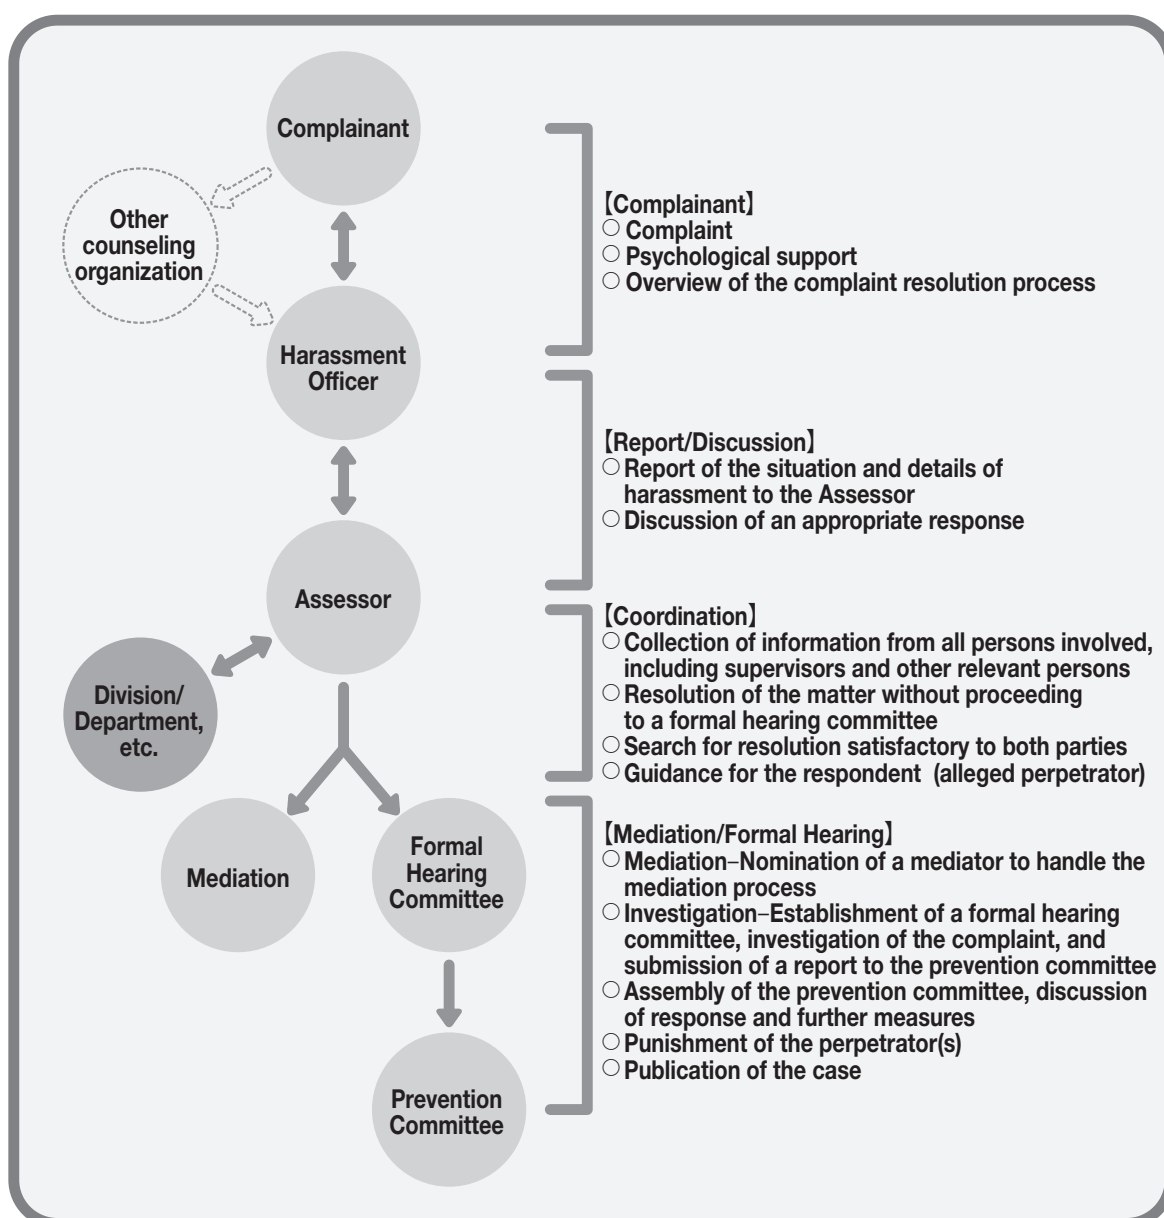 Complainant
Other
counseling
organization
Harassment
Officer
Assessor
Division/
Department,
etc.
Mediation
Formal
Hearing
Committee
Prevention
Committee
【Complainant】
○ Complaint
○ Psychological support
○ Overview of the complaint resolution process
【Report/Discussion】
○ Report of the situation and details of
harassment to the Assessor
○ Discussion of an appropriate response
【Coordination】
○ Collection of information from all persons involved,
including supervisors and other relevant persons
○ Resolution of the matter without proceeding
to a formal hearing committee
○ Search for resolution satisfactory to both parties
○ Guidance for the respondent (alleged perpetrator)
【Mediation/Formal Hearing】
○ Mediation–Nomination of a mediator to handle the
mediation process
○ Investigation–Establishment of a formal hearing
committee, investigation of the complaint, and
submission of a report to the prevention committee
○ Assembly of the prevention committee, discussion
of response and further measures
○ Punishment of the perpetrator(s)
○ Publication of the case